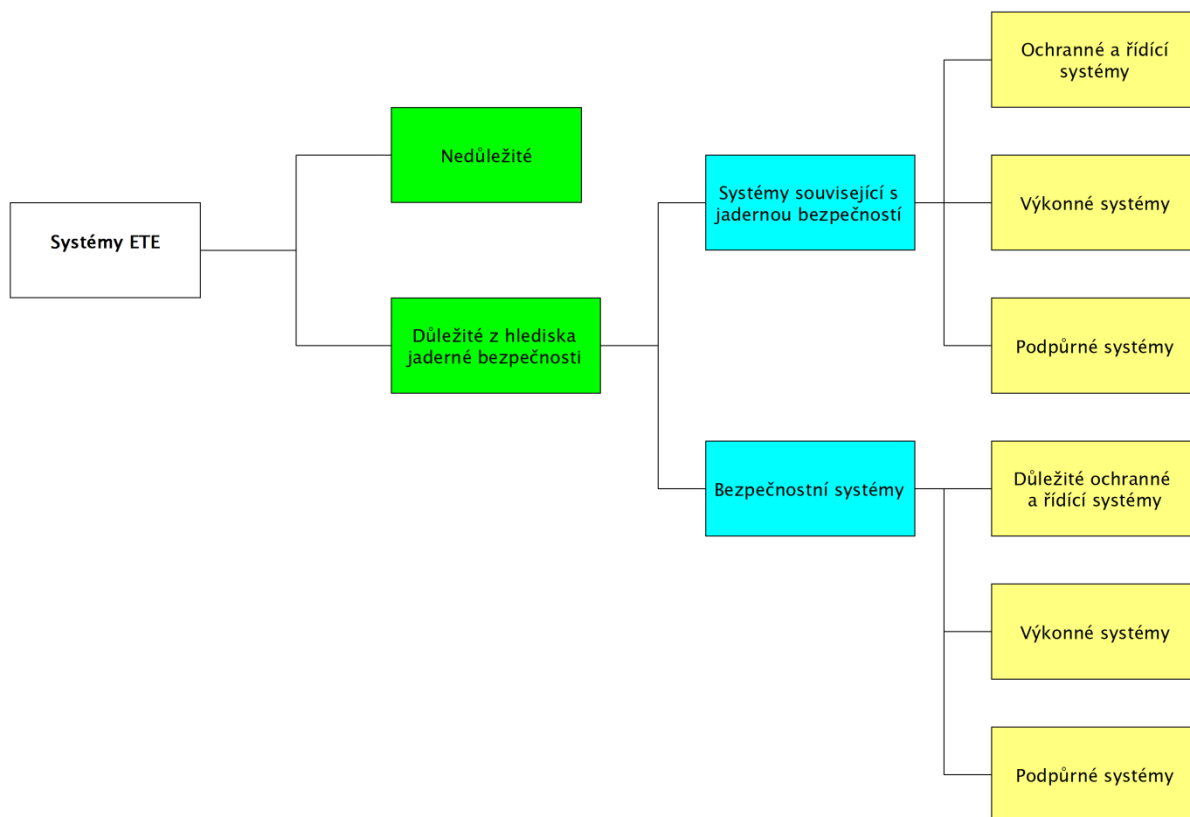 Systémy ETE
Nedůležité
Důležité z hlediska
jaderné bezpečnosti
Systémy související s
jadernou bezpečností
Bezpečnostní systémy
Ochranné a řídící
systémy
Výkonné systémy
Podpůrné systémy
Důležité ochranné
a řídící systémy
Výkonné systémy
Podpůrné systémy